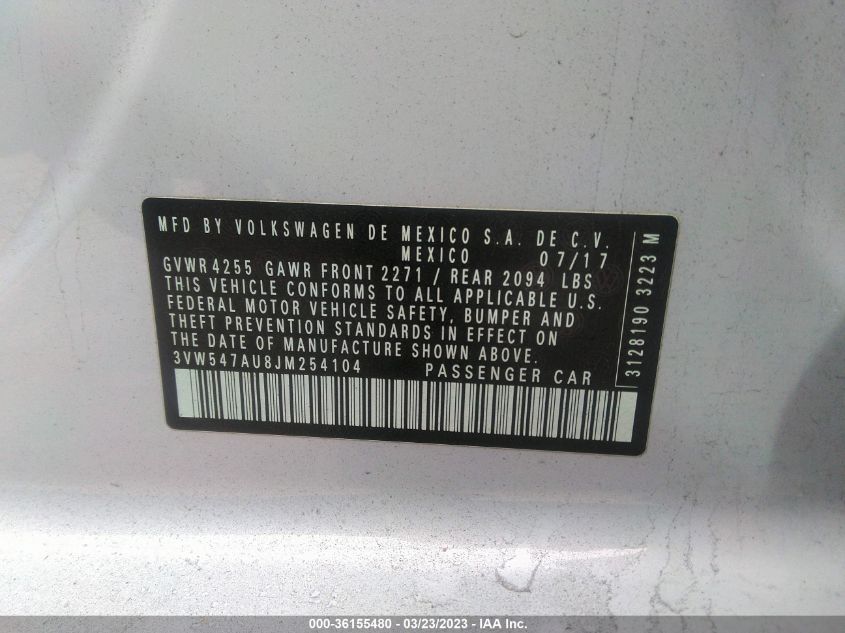 MFD BY VOLKSWAGEN DE MEXICO S.A. DE C.V.
MEXICO 07/17
GVWR 4255 GAWR FRONT 2271 / REAR 2094 LBS
THIS VEHICLE CONFORMS TO ALL APPLICABLE U.S.
FEDERAL MOTOR VEHICLE SAFETY, BUMPER AND
THEFT PREVENTION STANDARDS IN EFFECT ON
THE DATE OF MANUFACTURE SHOWN ABOVE.
3VW547AU8JM254104 PASSENGER CAR
3128190 3223 M
000-36155480 - 03/23/2023 - IAA Inc.